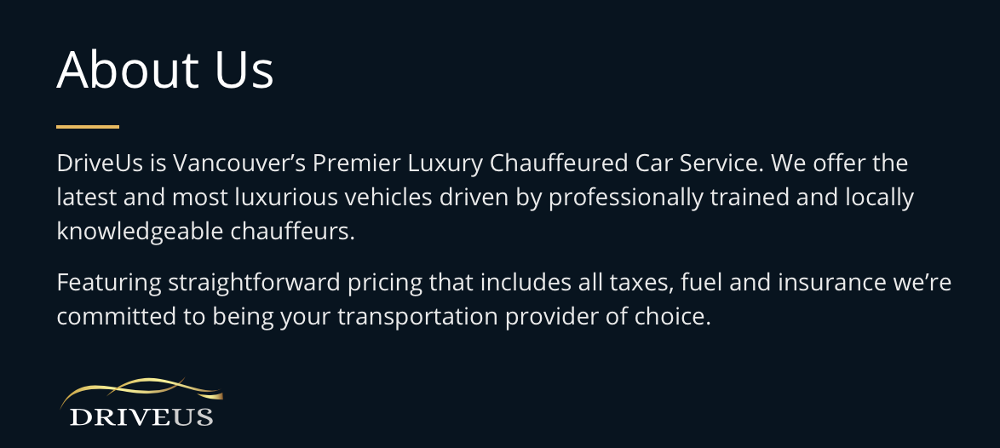 About Us
DriveUs is Vancouver’s Premier Luxury Chauffeured Car Service. We offer the
latest and most luxurious vehicles driven by professionally trained and locally
knowledgeable chauffeurs.
Featuring straightforward pricing that includes all taxes, fuel and insurance we’re
committed to being your transportation provider of choice.
DRIVEUS